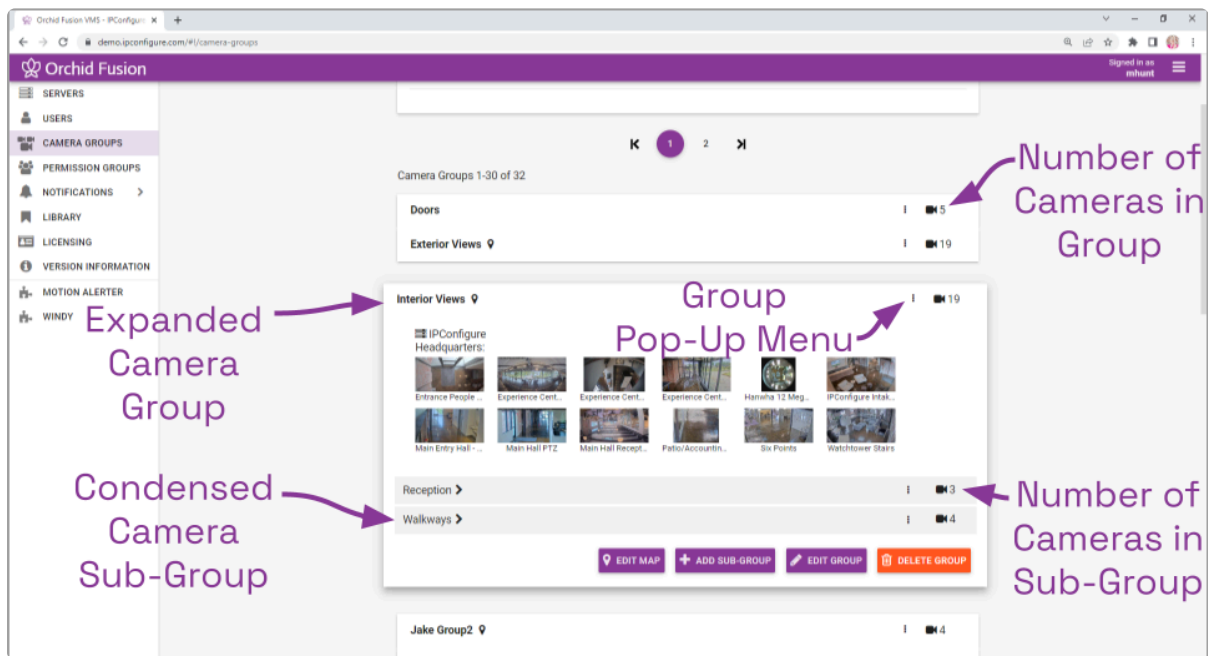 Orchid Fusion VMS - IPConfigure
demo.ipconfigure.com/#!/camera-groups
Orchid Fusion
Signed in as
mhunt
SERVERS
USERS
CAMERA GROUPS
PERMISSION GROUPS
NOTIFICATIONS
LIBRARY
LICENSING
VERSION INFORMATION
MOTION ALERTER
WINDY
1 2
Camera Groups 1-30 of 32
Doors 5
Exterior Views 19
Number of
Cameras in
Group
Interior Views 19
Group
Pop-Up Menu
Expanded
Camera
Group
IPConfigure
Headquarters:
Entrance People ... Experience Cent... Experience Cent... Experience Cent... Hanwha 12 Meg... IPConfigure Intak...
Main Entry Hall - ... Main Hall PTZ Main Hall Recept... Patio/Accountin... Six Points Watchtower Stairs
Reception 3
Walkways 4
Condensed
Camera
Sub-Group
Number of
Cameras in
Sub-Group
EDIT MAP ADD SUB-GROUP EDIT GROUP DELETE GROUP
Jake Group2 4